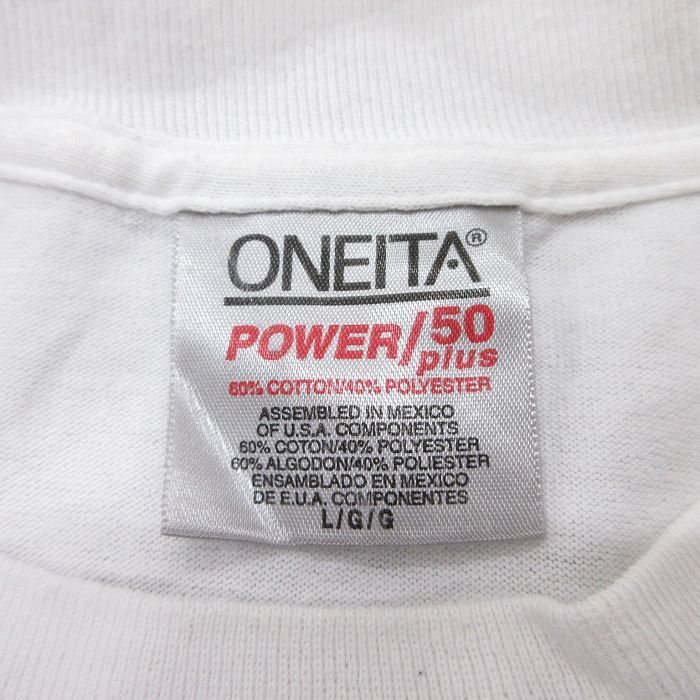 ONEITA®
POWER/50 plus
60% COTTON/40% POLYESTER
ASSEMBLED IN MEXICO
OF U.S.A. COMPONENTS
60% COTON/40% POLYESTER
60% ALGODON/40% POLIESTER
ENSAMBLADO EN MEXICO
DE E.U.A. COMPONENTES
L/G/G